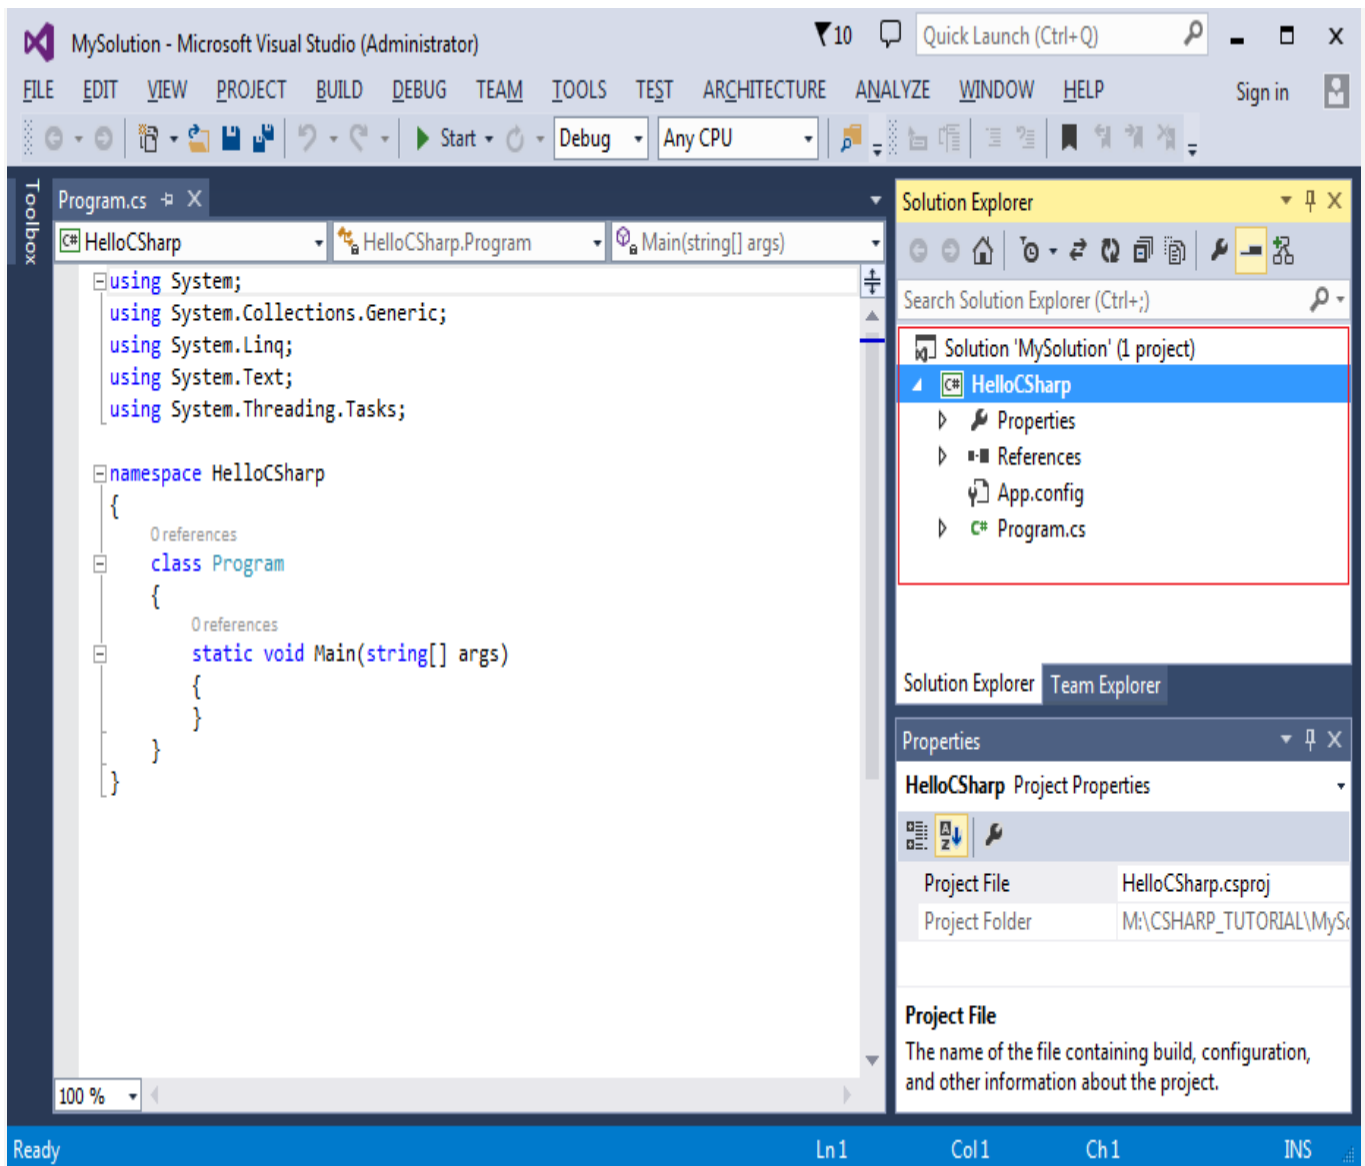 MySolution - Microsoft Visual Studio (Administrator)
10
Quick Launch (Ctrl+Q)
FILE EDIT VIEW PROJECT BUILD DEBUG TEAM TOOLS TEST ARCHITECTURE ANALYZE WINDOW HELP
Sign in
Start
Debug
Any CPU
Toolbox
Program.cs
HelloCSharp
HelloCSharp.Program
Main(string[] args)
using System;
using System.Collections.Generic;
using System.Linq;
using System.Text;
using System.Threading.Tasks;
namespace HelloCSharp
{
0 references
class Program
{
0 references
static void Main(string[] args)
{
}
}
}
100 %
Solution Explorer
Search Solution Explorer (Ctrl+;)
Solution 'MySolution' (1 project)
C# HelloCSharp
Properties
References
App.config
C# Program.cs
Solution Explorer Team Explorer
Properties
HelloCSharp Project Properties
Project File HelloCSharp.csproj
Project Folder M:\CSHARP_TUTORIAL\MySo
Project File
The name of the file containing build, configuration,
and other information about the project.
Ready Ln 1 Col 1 Ch 1 INS